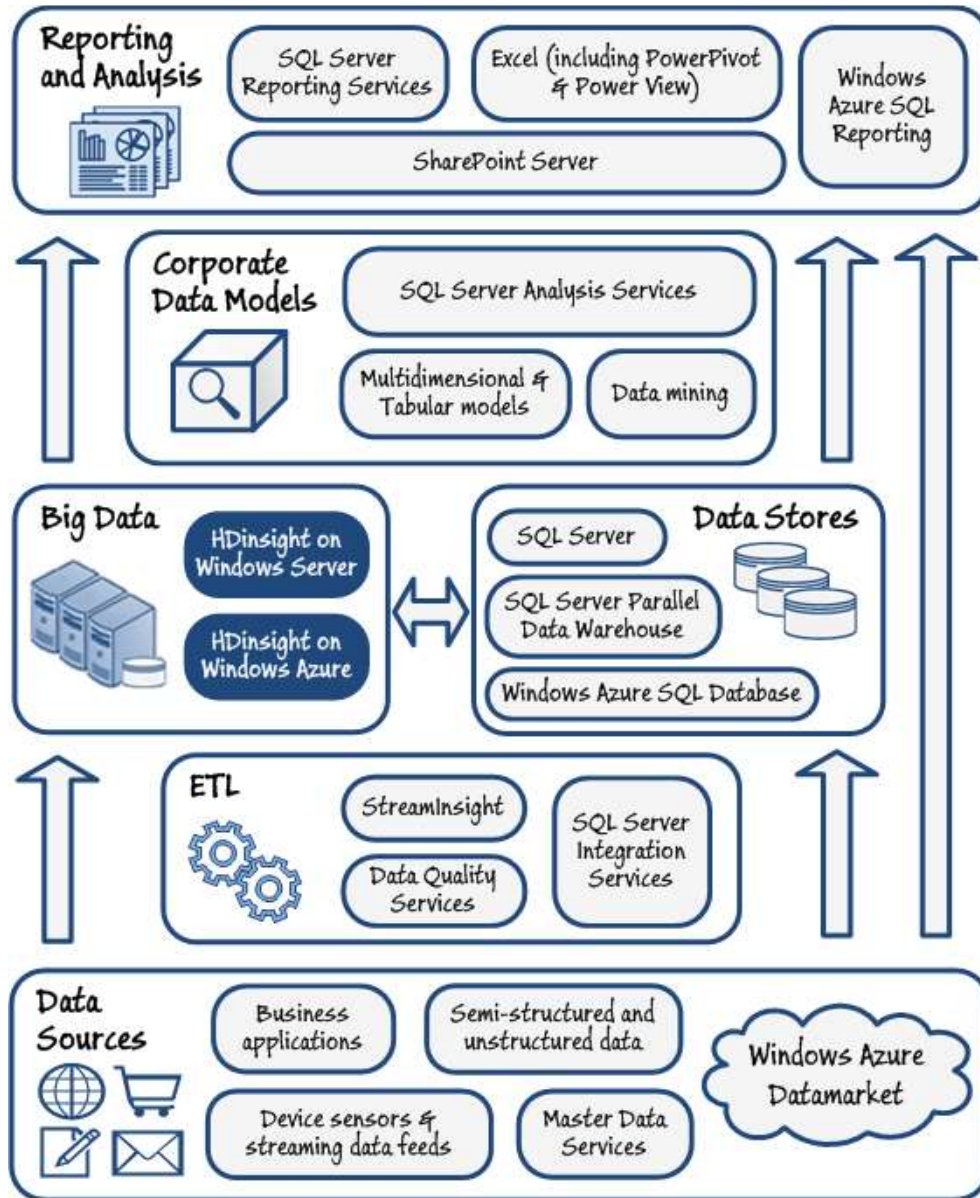 Reporting
and Analysis
SQL Server
Reporting Services
Excel (including PowerPivot
& Power View)
Windows
Azure SQL
Reporting
SharePoint Server
Corporate
Data Models
SQL Server Analysis Services
Multidimensional &
Tabular models
Data mining
Big Data
HDinsight on
Windows Server
HDinsight on
Windows Azure
Data Stores
SQL Server
SQL Server Parallel
Data Warehouse
Windows Azure SQL Database
ETL
StreamInsight
Data Quality
Services
SQL Server
Integration
Services
Data
Sources
Business
applications
Semi-structured and
unstructured data
Device sensors &
streaming data feeds
Master Data
Services
Windows Azure
Datamarket